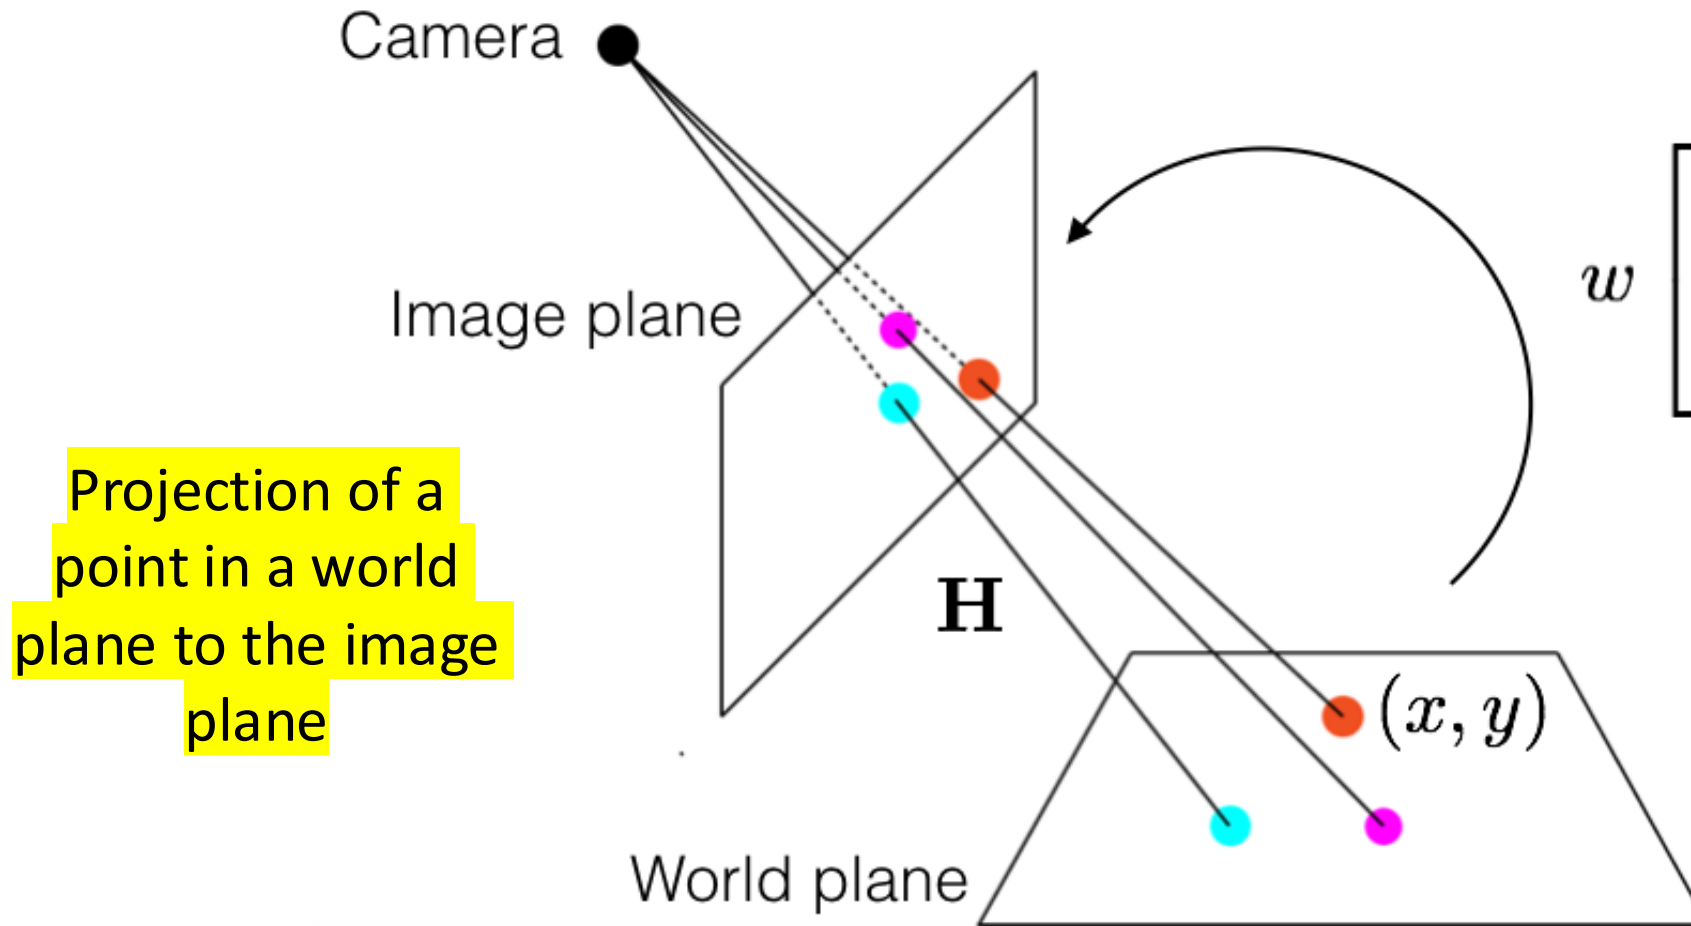 Camera
Image plane
w
Projection of a
point in a world
plane to the image
plane
H
(x, y)
World plane